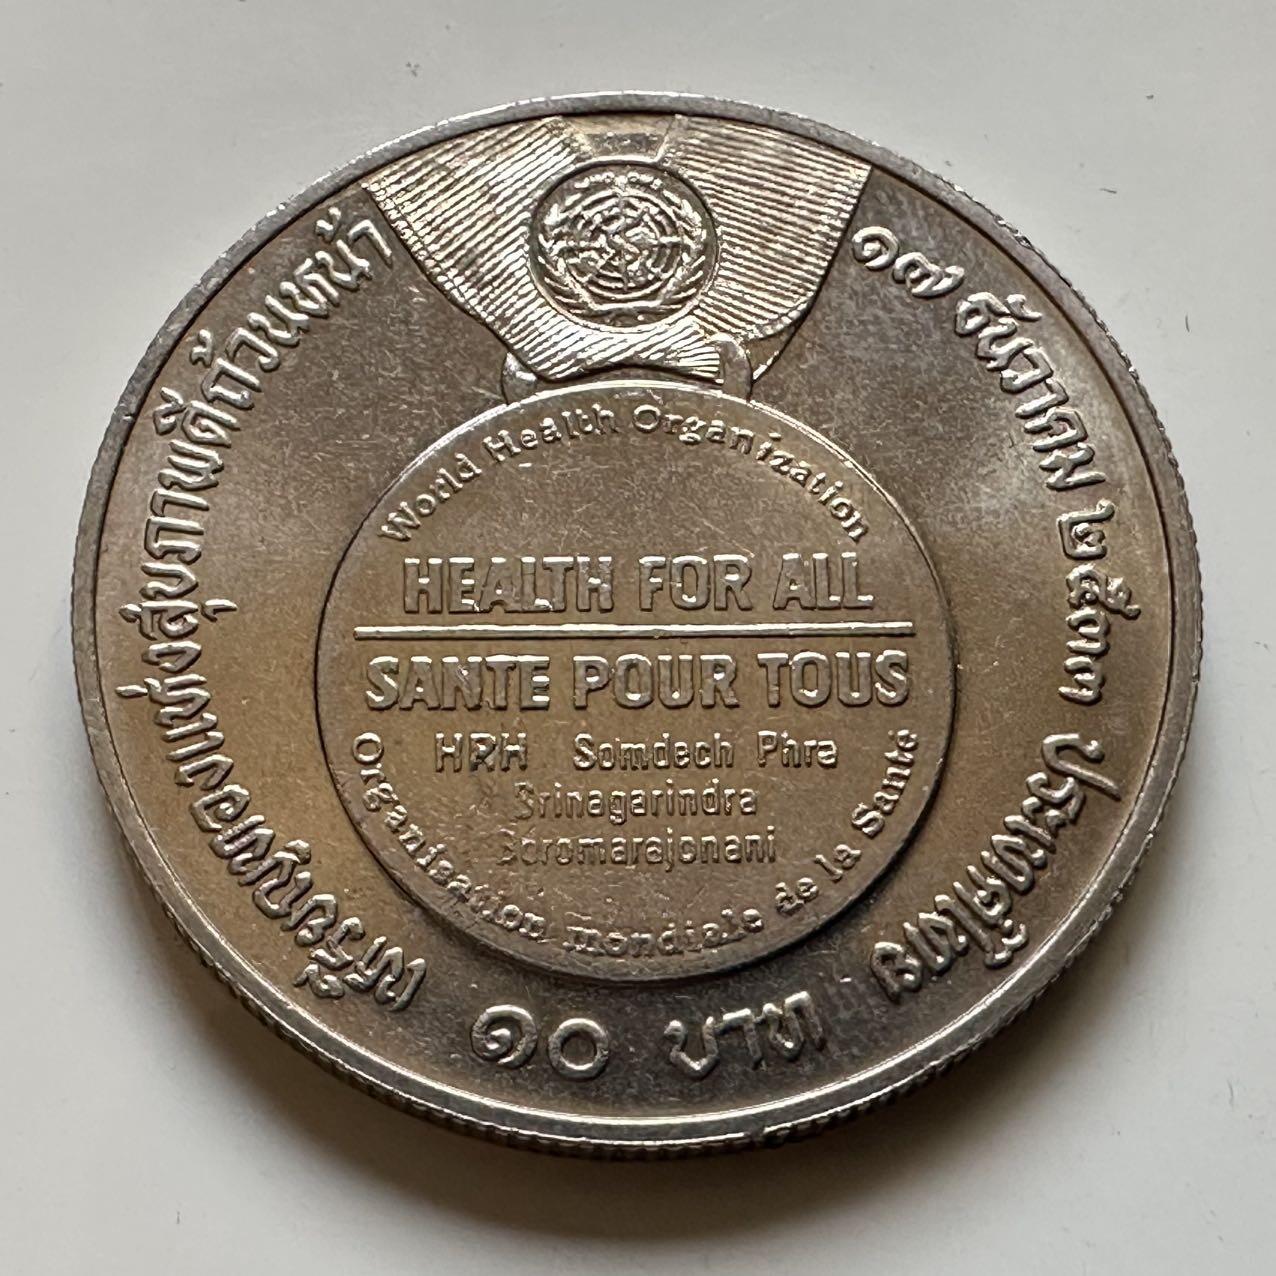 เหรียญทองแห่งสุขภาพดีถ้วนหน้า
๑๗ ธันวาคม ๒๕๓๓ ประเทศไทย
World Health Organization
HEALTH FOR ALL
SANTE POUR TOUS
HRH Somdech Phra
Srinagarindra
Boromarajonani
Organisation mondiale de la Santé
๑๐ บาท